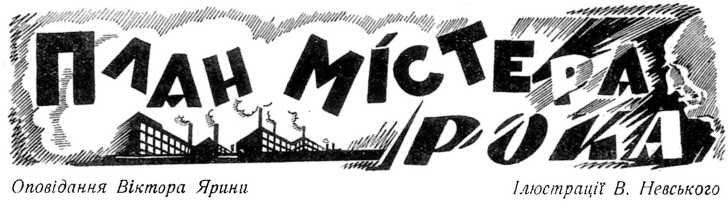 ПЛАН МІСТЕРА
РОКА
Оповідання Віктора Ярини
Ілюстрації В. Невського